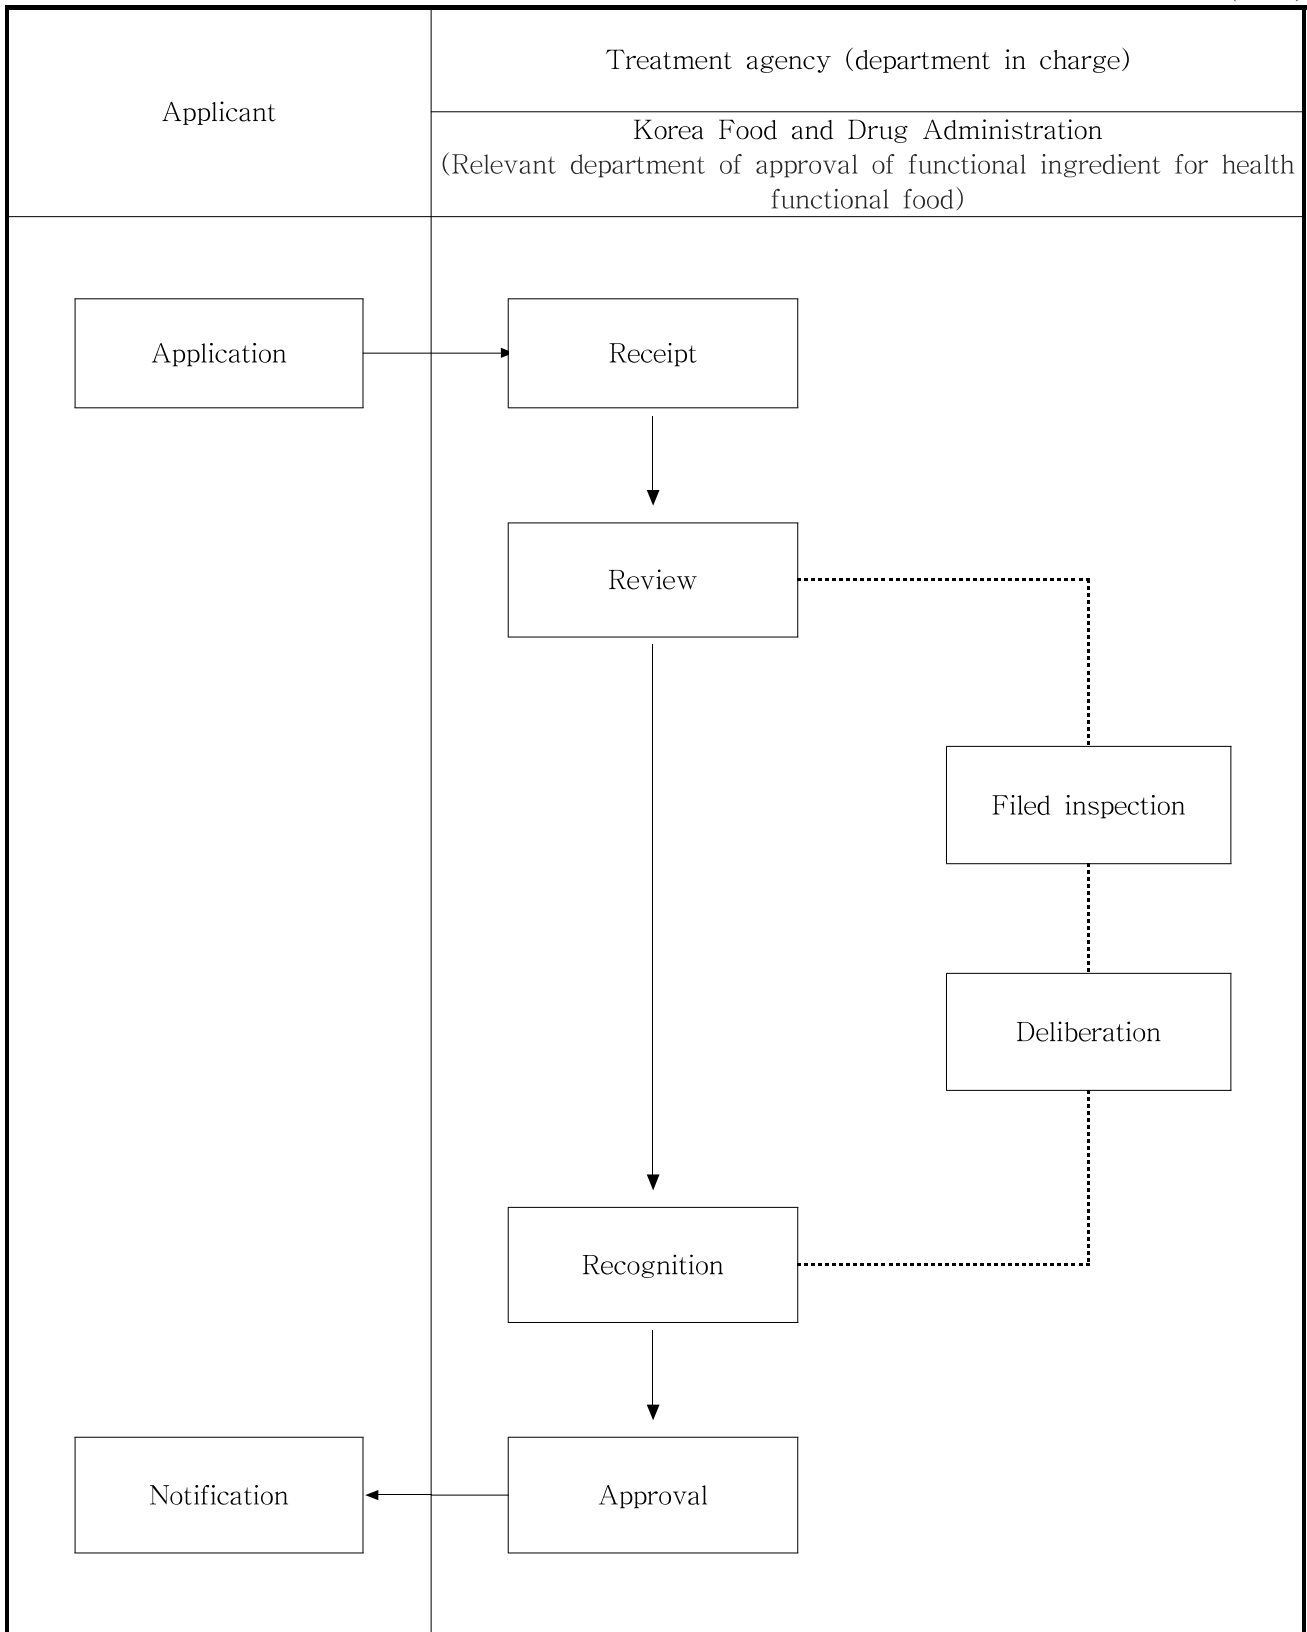 Applicant
Treatment agency (department in charge)
Korea Food and Drug Administration
(Relevant department of approval of functional ingredient for health
functional food)
Application
Receipt
Review
Filed inspection
Deliberation
Recognition
Notification
Approval